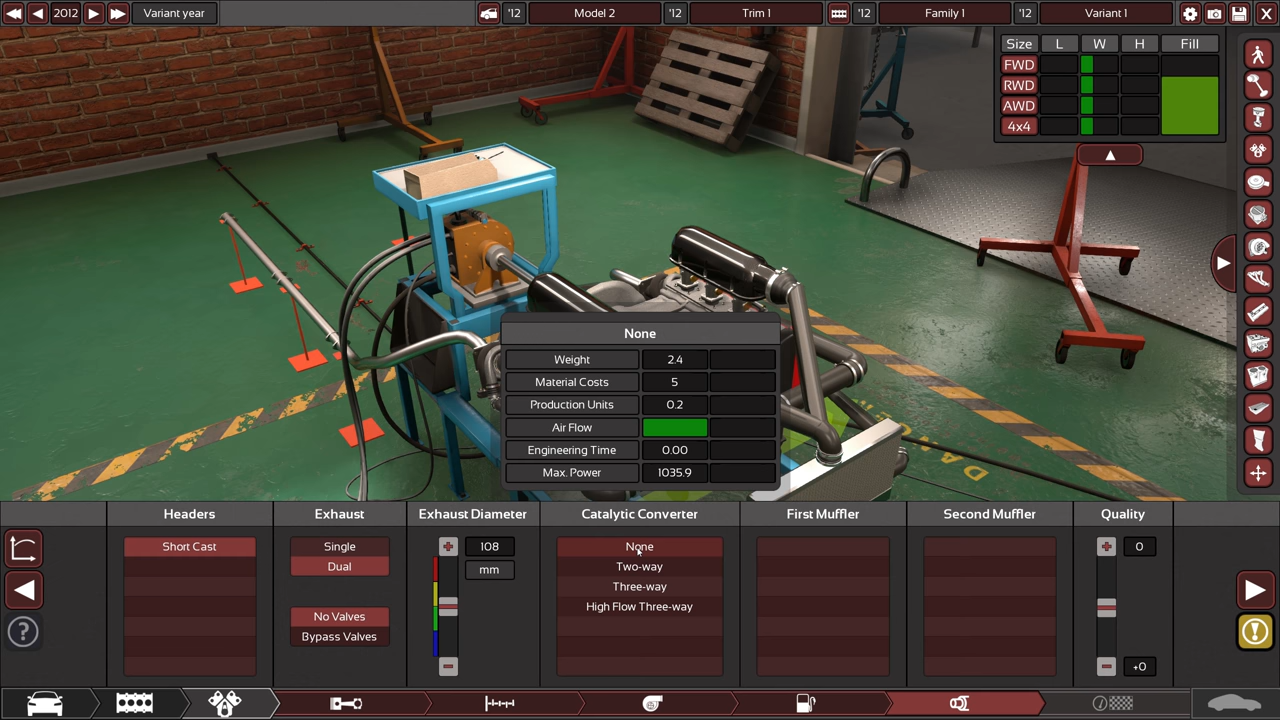 2012
Variant year
'12
Model 2
'12
Trim 1
'12
Family 1
'12
Variant 1
Size L W H Fill
FWD
RWD
AWD
4x4
None
Weight 2.4
Material Costs 5
Production Units 0.2
Air Flow
Engineering Time 0.00
Max. Power 1035.9
Headers
Short Cast
Exhaust
Single
Dual
No Valves
Bypass Valves
Exhaust Diameter
108
mm
Catalytic Converter
None
Two-way
Three-way
High Flow Three-way
First Muffler
Second Muffler
Quality
0
+0